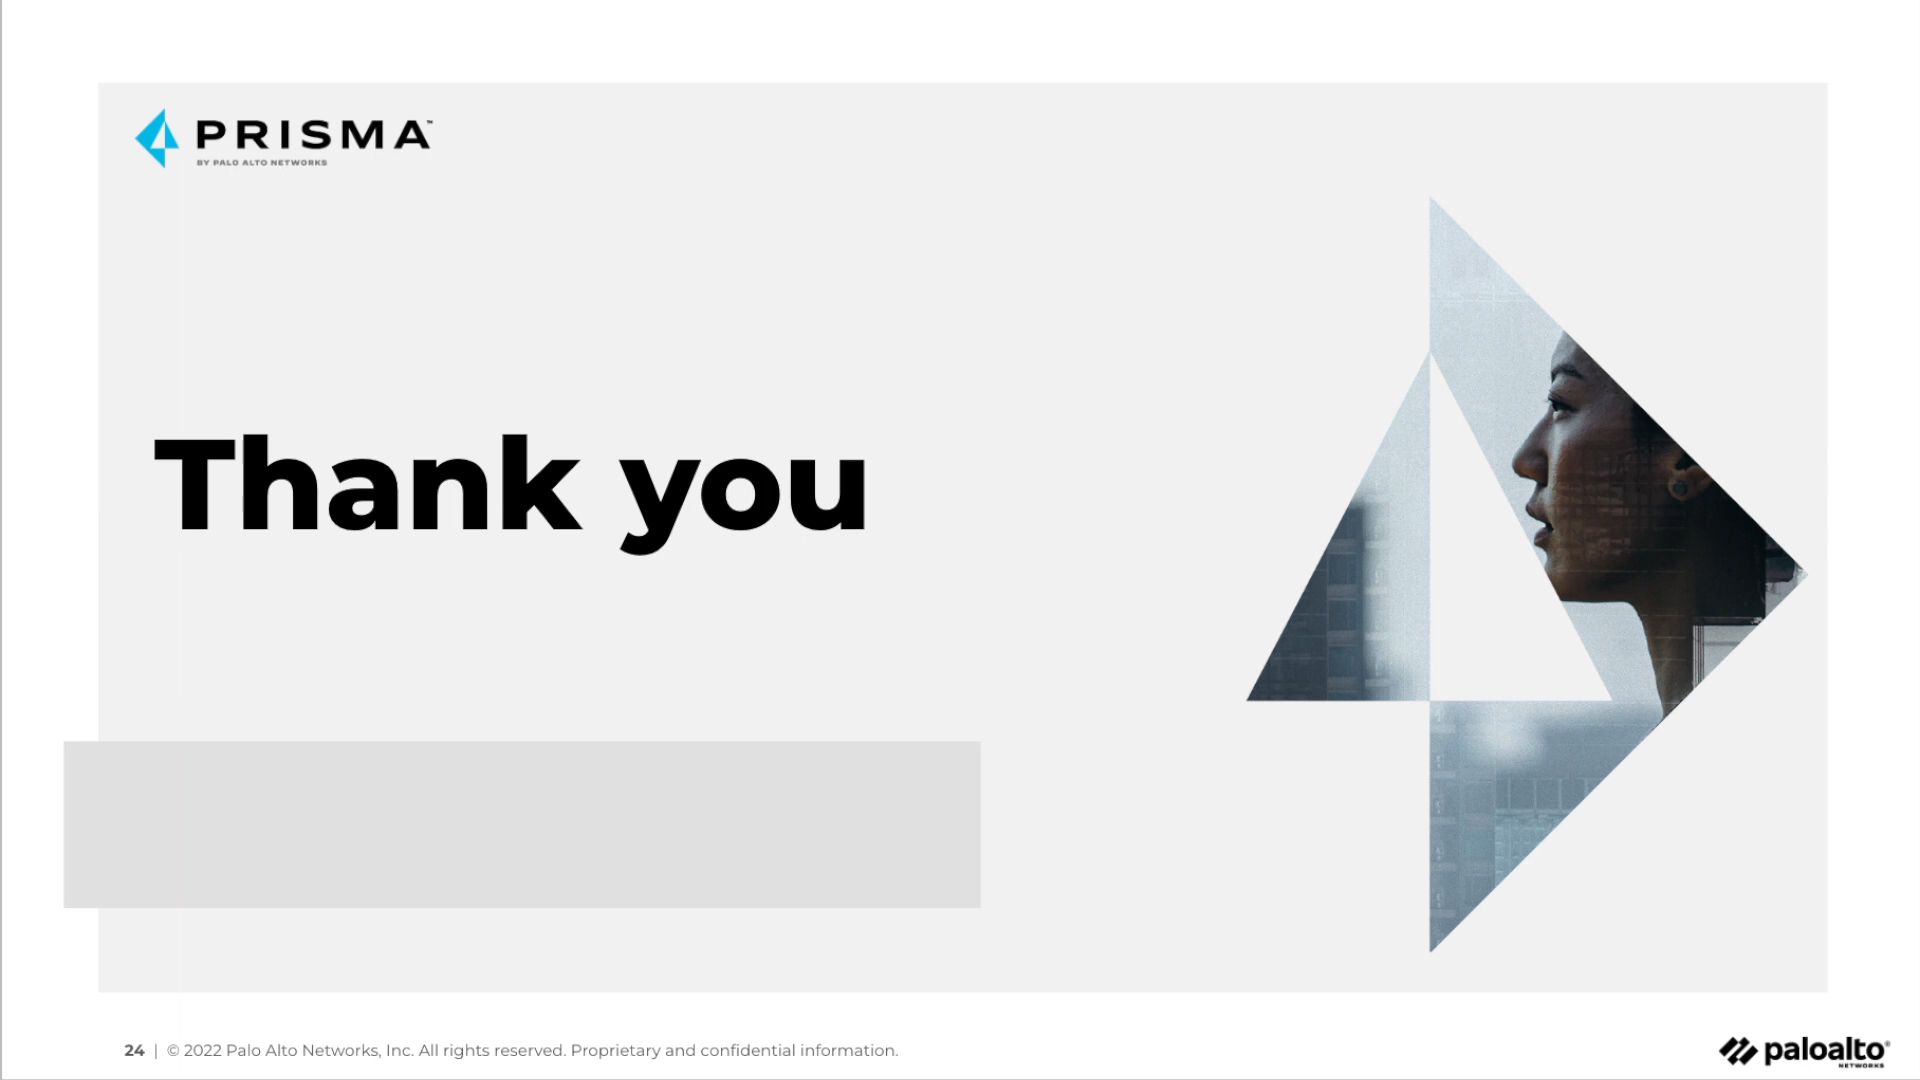 PRISMA™
BY PALO ALTO NETWORKS
Thank you
24 | © 2022 Palo Alto Networks, Inc. All rights reserved. Proprietary and confidential information.
paloalto®
NETWORKS